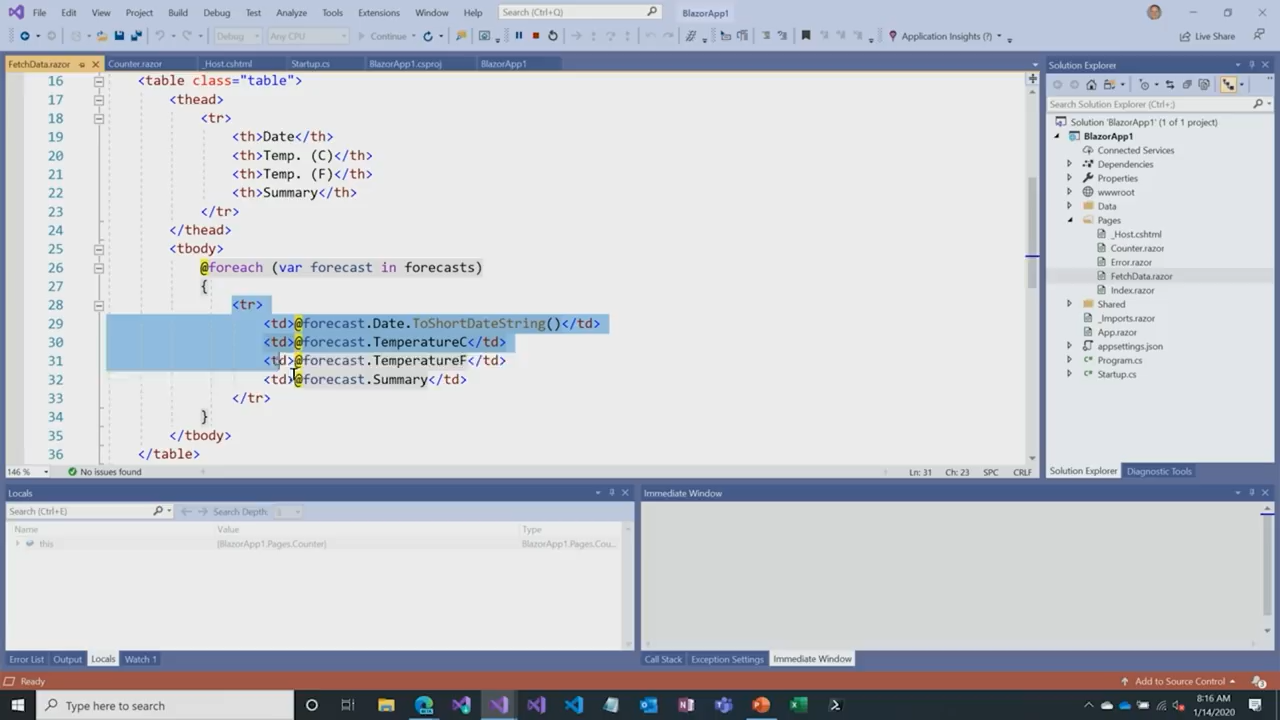 File Edit View Project Build Debug Test Analyze Tools Extensions Window Help Search (Ctrl+Q) BlazorApp1
Debug Any CPU Continue Application Insights (?) Live Share
FetchData.razor Counter.razor _Host.cshtml Startup.cs BlazorApp1.csproj BlazorApp1
16 <table class="table">
17 <thead>
18 <tr>
19 <th>Date</th>
20 <th>Temp. (C)</th>
21 <th>Temp. (F)</th>
22 <th>Summary</th>
23 </tr>
24 </thead>
25 <tbody>
26 @foreach (var forecast in forecasts)
27 {
28 <tr>
29 <td>@forecast.Date.ToShortDateString()</td>
30 <td>@forecast.TemperatureC</td>
31 <td>@forecast.TemperatureF</td>
32 <td>@forecast.Summary</td>
33 </tr>
34 }
35 </tbody>
36 </table>
146 % No issues found Ln: 31 Ch: 23 SPC CRLF
Solution Explorer
Search Solution Explorer (Ctrl+;)
Solution 'BlazorApp1' (1 of 1 project)
BlazorApp1
Connected Services
Dependencies
Properties
wwwroot
Data
Pages
_Host.cshtml
Counter.razor
Error.razor
FetchData.razor
Index.razor
Shared
_Imports.razor
App.razor
appsettings.json
Program.cs
Startup.cs
Solution Explorer Diagnostic Tools
Locals
Search (Ctrl+E) Search Depth:
Name Value Type
this {BlazorApp1.Pages.Counter} BlazorApp1.Pages.Cou...
Error List Output Locals Watch 1
Immediate Window
Call Stack Exception Settings Immediate Window
Ready Add to Source Control
Type here to search 8:16 AM
1/14/2020